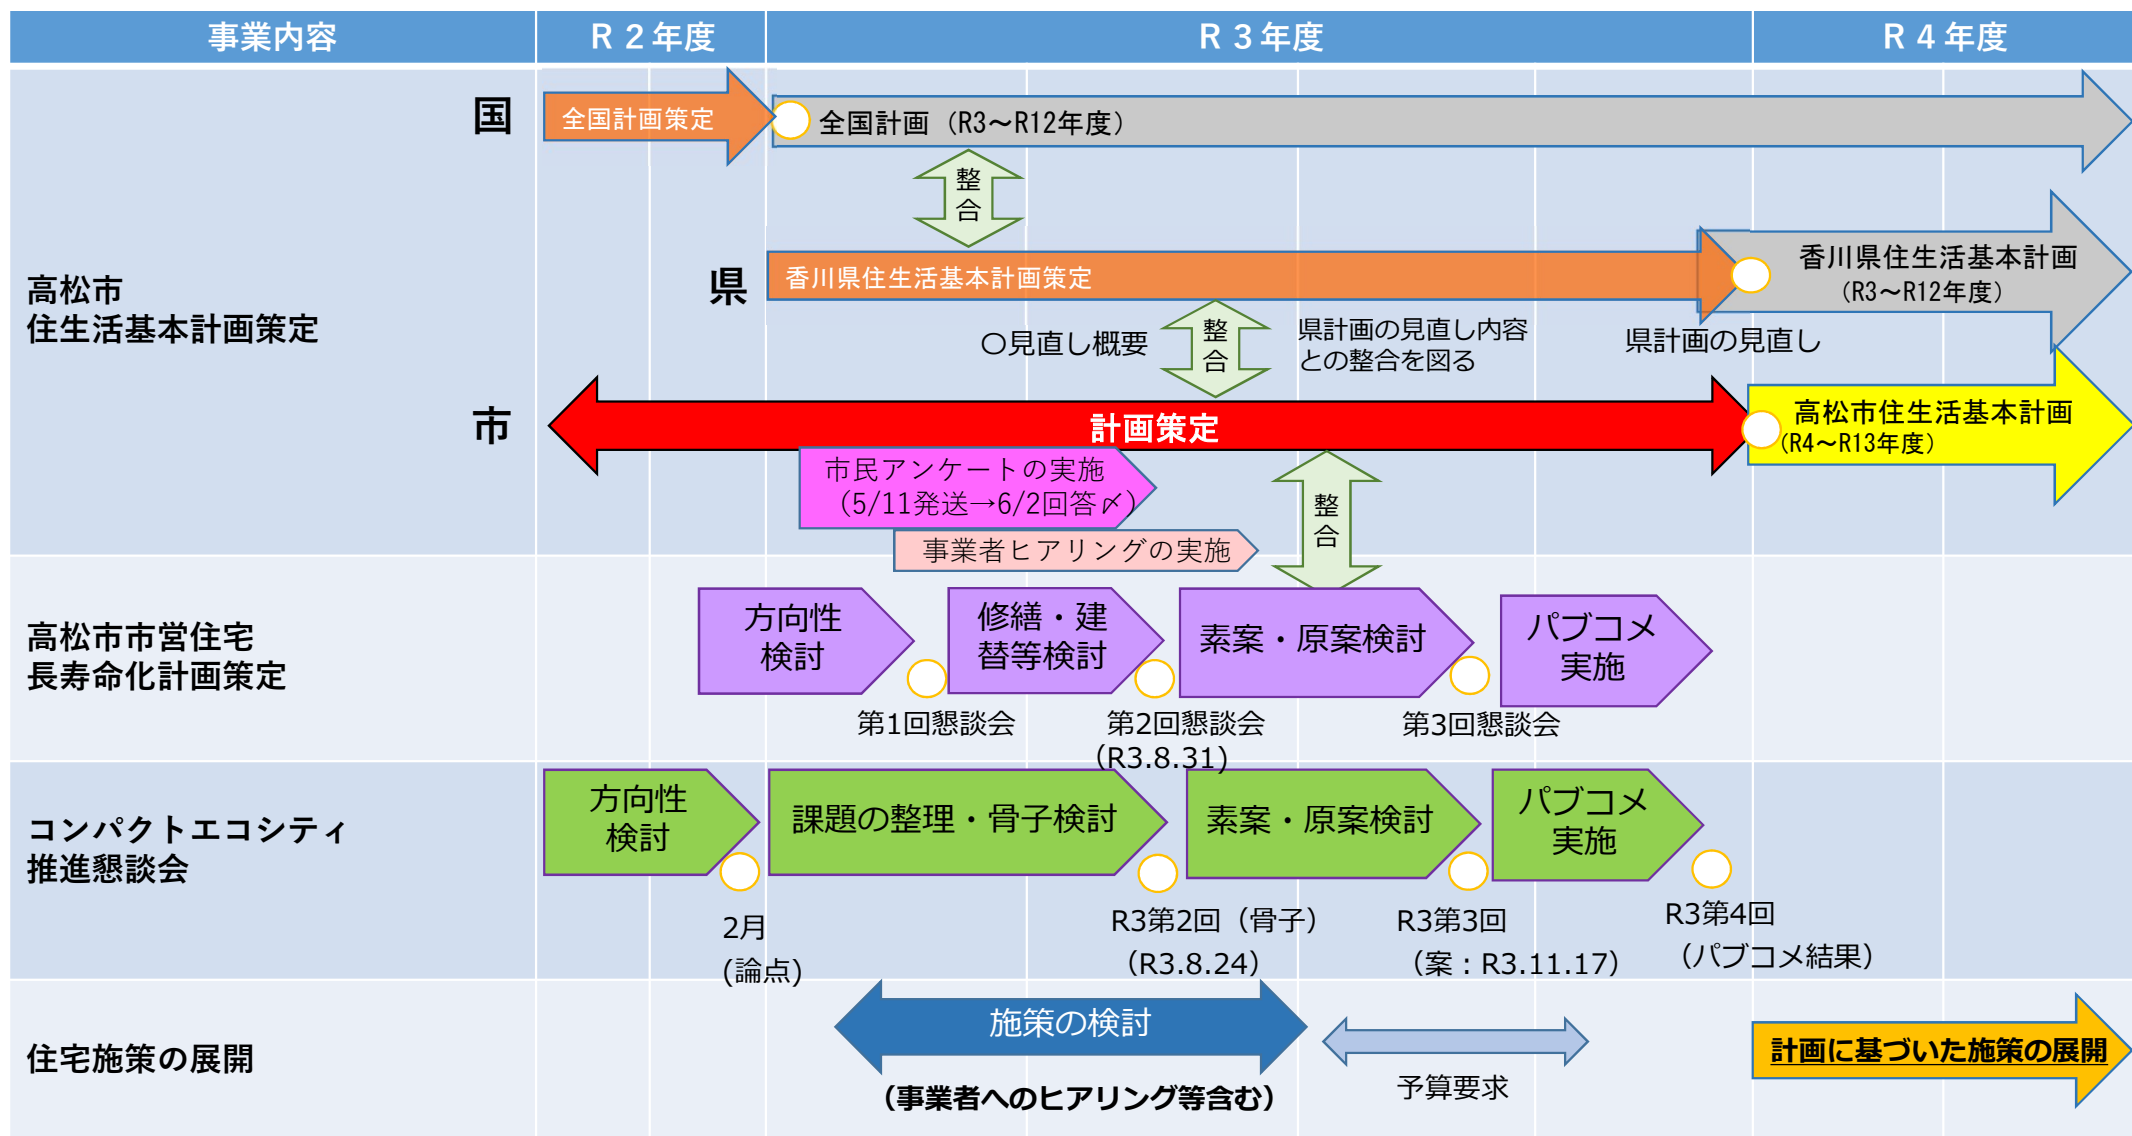 事業内容
R２年度
R３年度
R４年度
高松市
住生活基本計画策定
国
全国計画策定
全国計画（R3～R12年度）
整
合
県
香川県住生活基本計画策定
香川県住生活基本計画
（R3～R12年度）
〇見直し概要
整
合
県計画の見直し内容
との整合を図る
県計画の見直し
市
計画策定
高松市住生活基本計画
（R4～R13年度）
市民アンケートの実施
（5/11発送→6/2回答〆）
事業者ヒアリングの実施
整
合
高松市市営住宅
長寿命化計画策定
方向性
検討
修繕・建
替等検討
素案・原案検討
パブコメ
実施
第1回懇談会
第2回懇談会
（R3.8.31）
第3回懇談会
コンパクトエコシティ
推進懇談会
方向性
検討
課題の整理・骨子検討
素案・原案検討
パブコメ
実施
2月
(論点)
R3第2回（骨子）
（R3.8.24）
R3第3回
（案：R3.11.17）
R3第4回
（パブコメ結果）
住宅施策の展開
施策の検討
（事業者へのヒアリング等含む）
予算要求
計画に基づいた施策の展開